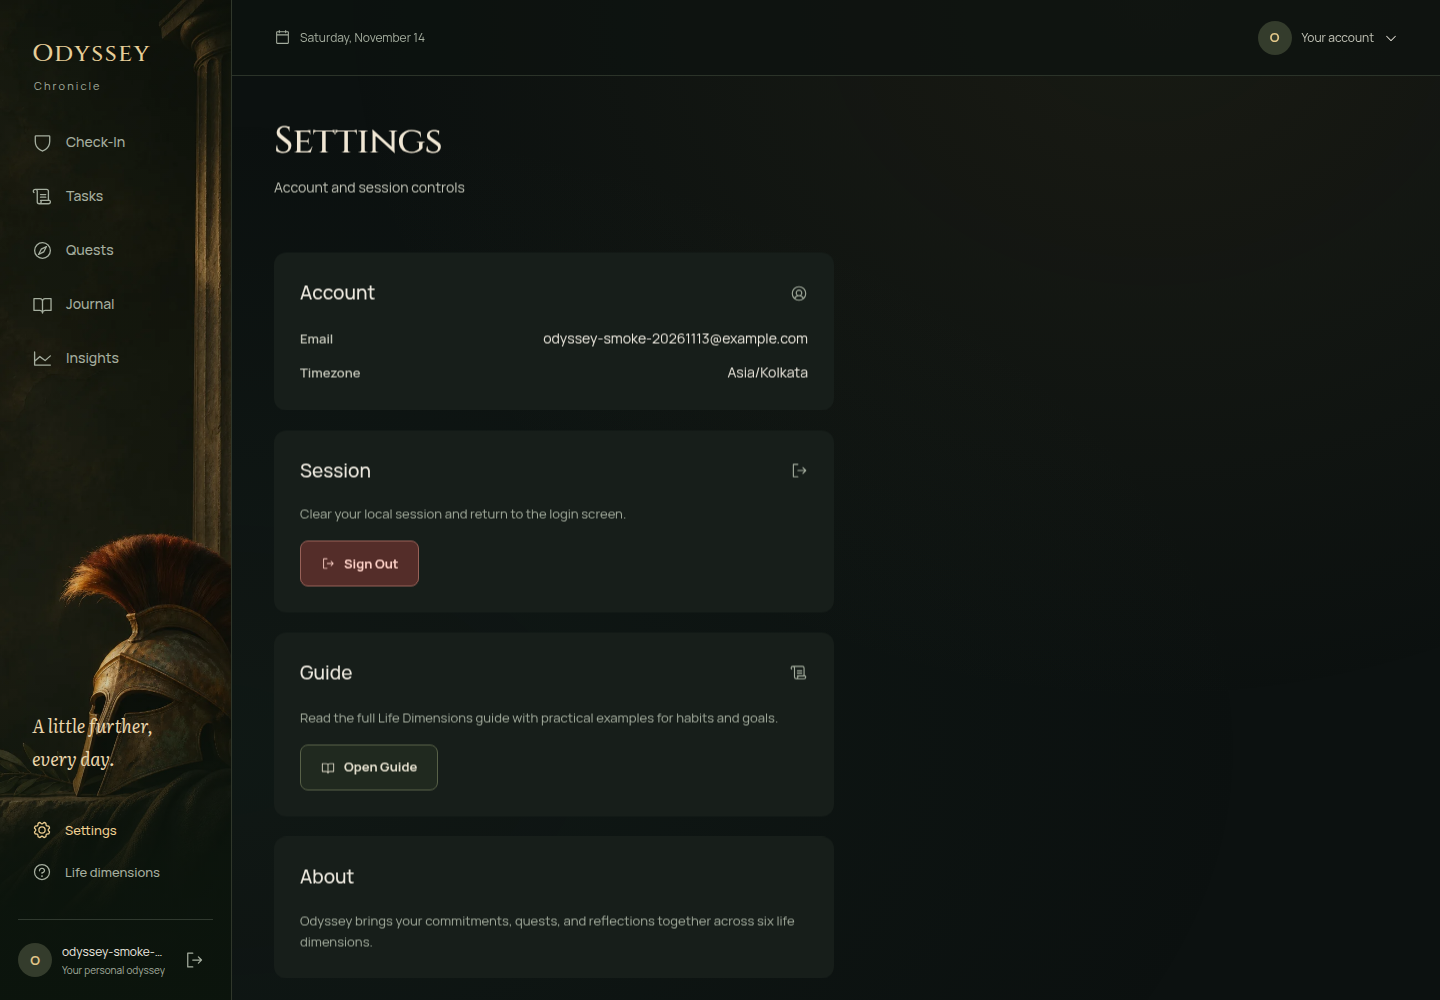 ODYSSEY
Chronicle
Check-In
Tasks
Quests
Journal
Insights
A little further,
every day.
Settings
Life dimensions
O
odyssey-smoke-...
Your personal odyssey
Saturday, November 14
O
Your account
SETTINGS
Account and session controls
Account
Email
odyssey-smoke-20261113@example.com
Timezone
Asia/Kolkata
Session
Clear your local session and return to the login screen.
Sign Out
Guide
Read the full Life Dimensions guide with practical examples for habits and goals.
Open Guide
About
Odyssey brings your commitments, quests, and reflections together across six life
dimensions.